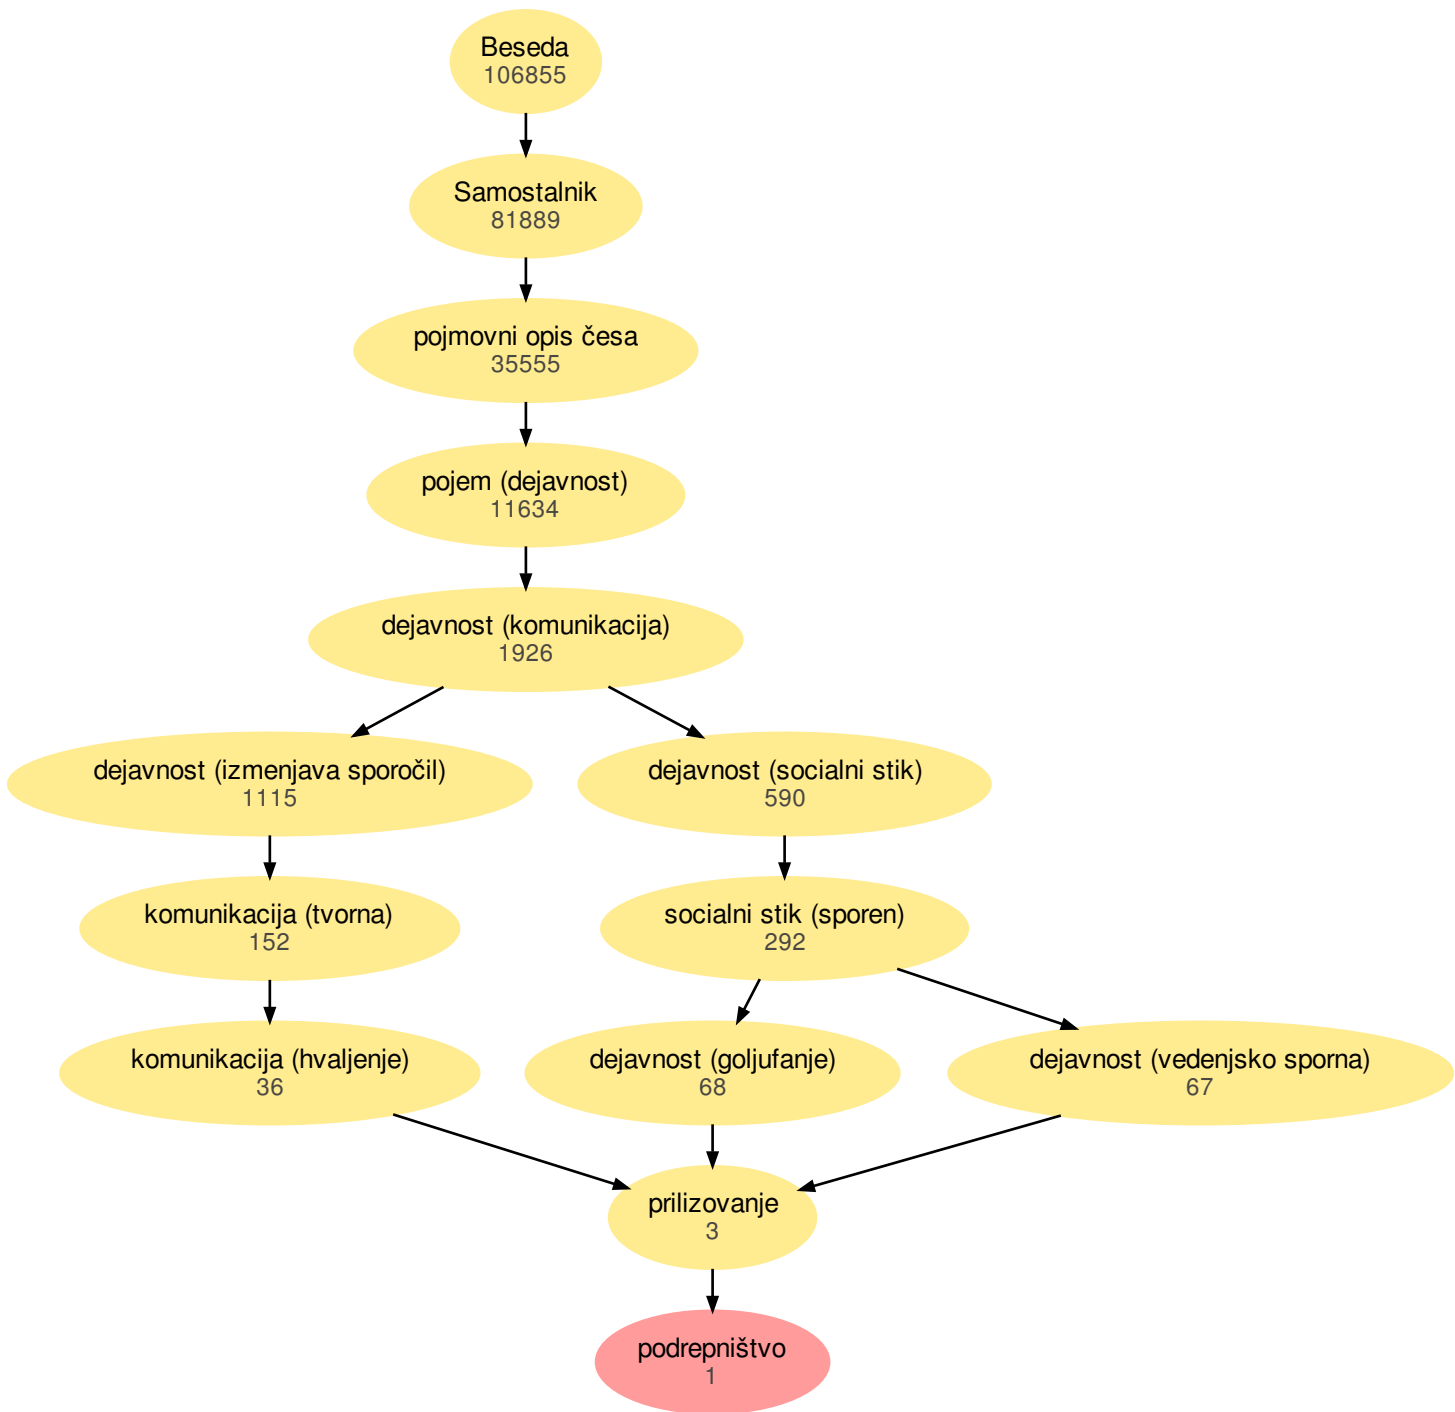 Beseda
106855
Samostalnik
81889
pojmovni opis česa
35555
pojem (dejavnost)
11634
dejavnost (komunikacija)
1926
dejavnost (izmenjava sporočil)
1115
dejavnost (socialni stik)
590
komunikacija (tvorna)
152
socialni stik (sporen)
292
komunikacija (hvaljenje)
36
dejavnost (goljufanje)
68
dejavnost (vedenjsko sporna)
67
prilizovanje
3
podrepništvo
1